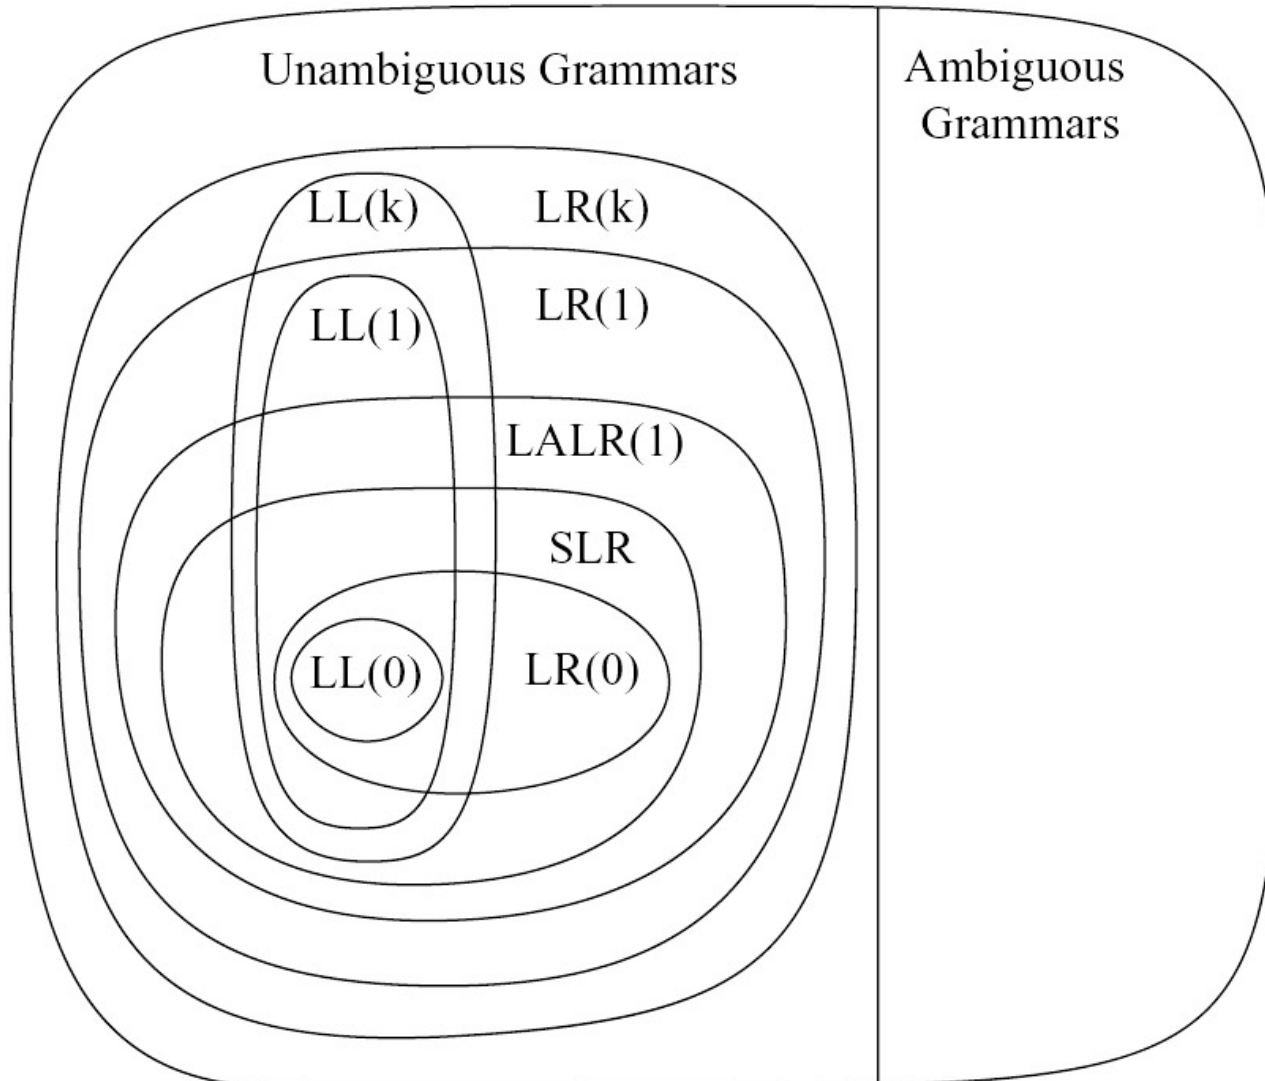 Unambiguous Grammars
Ambiguous
Grammars
LL(k)
LR(k)
LL(1)
LR(1)
LALR(1)
SLR
LL(0)
LR(0)